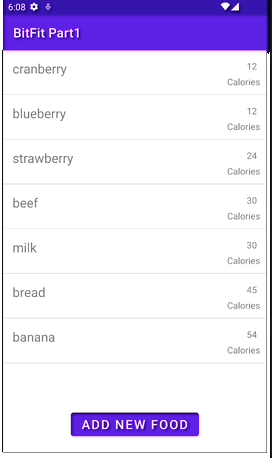 6:08
BitFit Part1
cranberry 12
Calories
blueberry 12
Calories
strawberry 24
Calories
beef 30
Calories
milk 30
Calories
bread 45
Calories
banana 54
Calories
ADD NEW FOOD